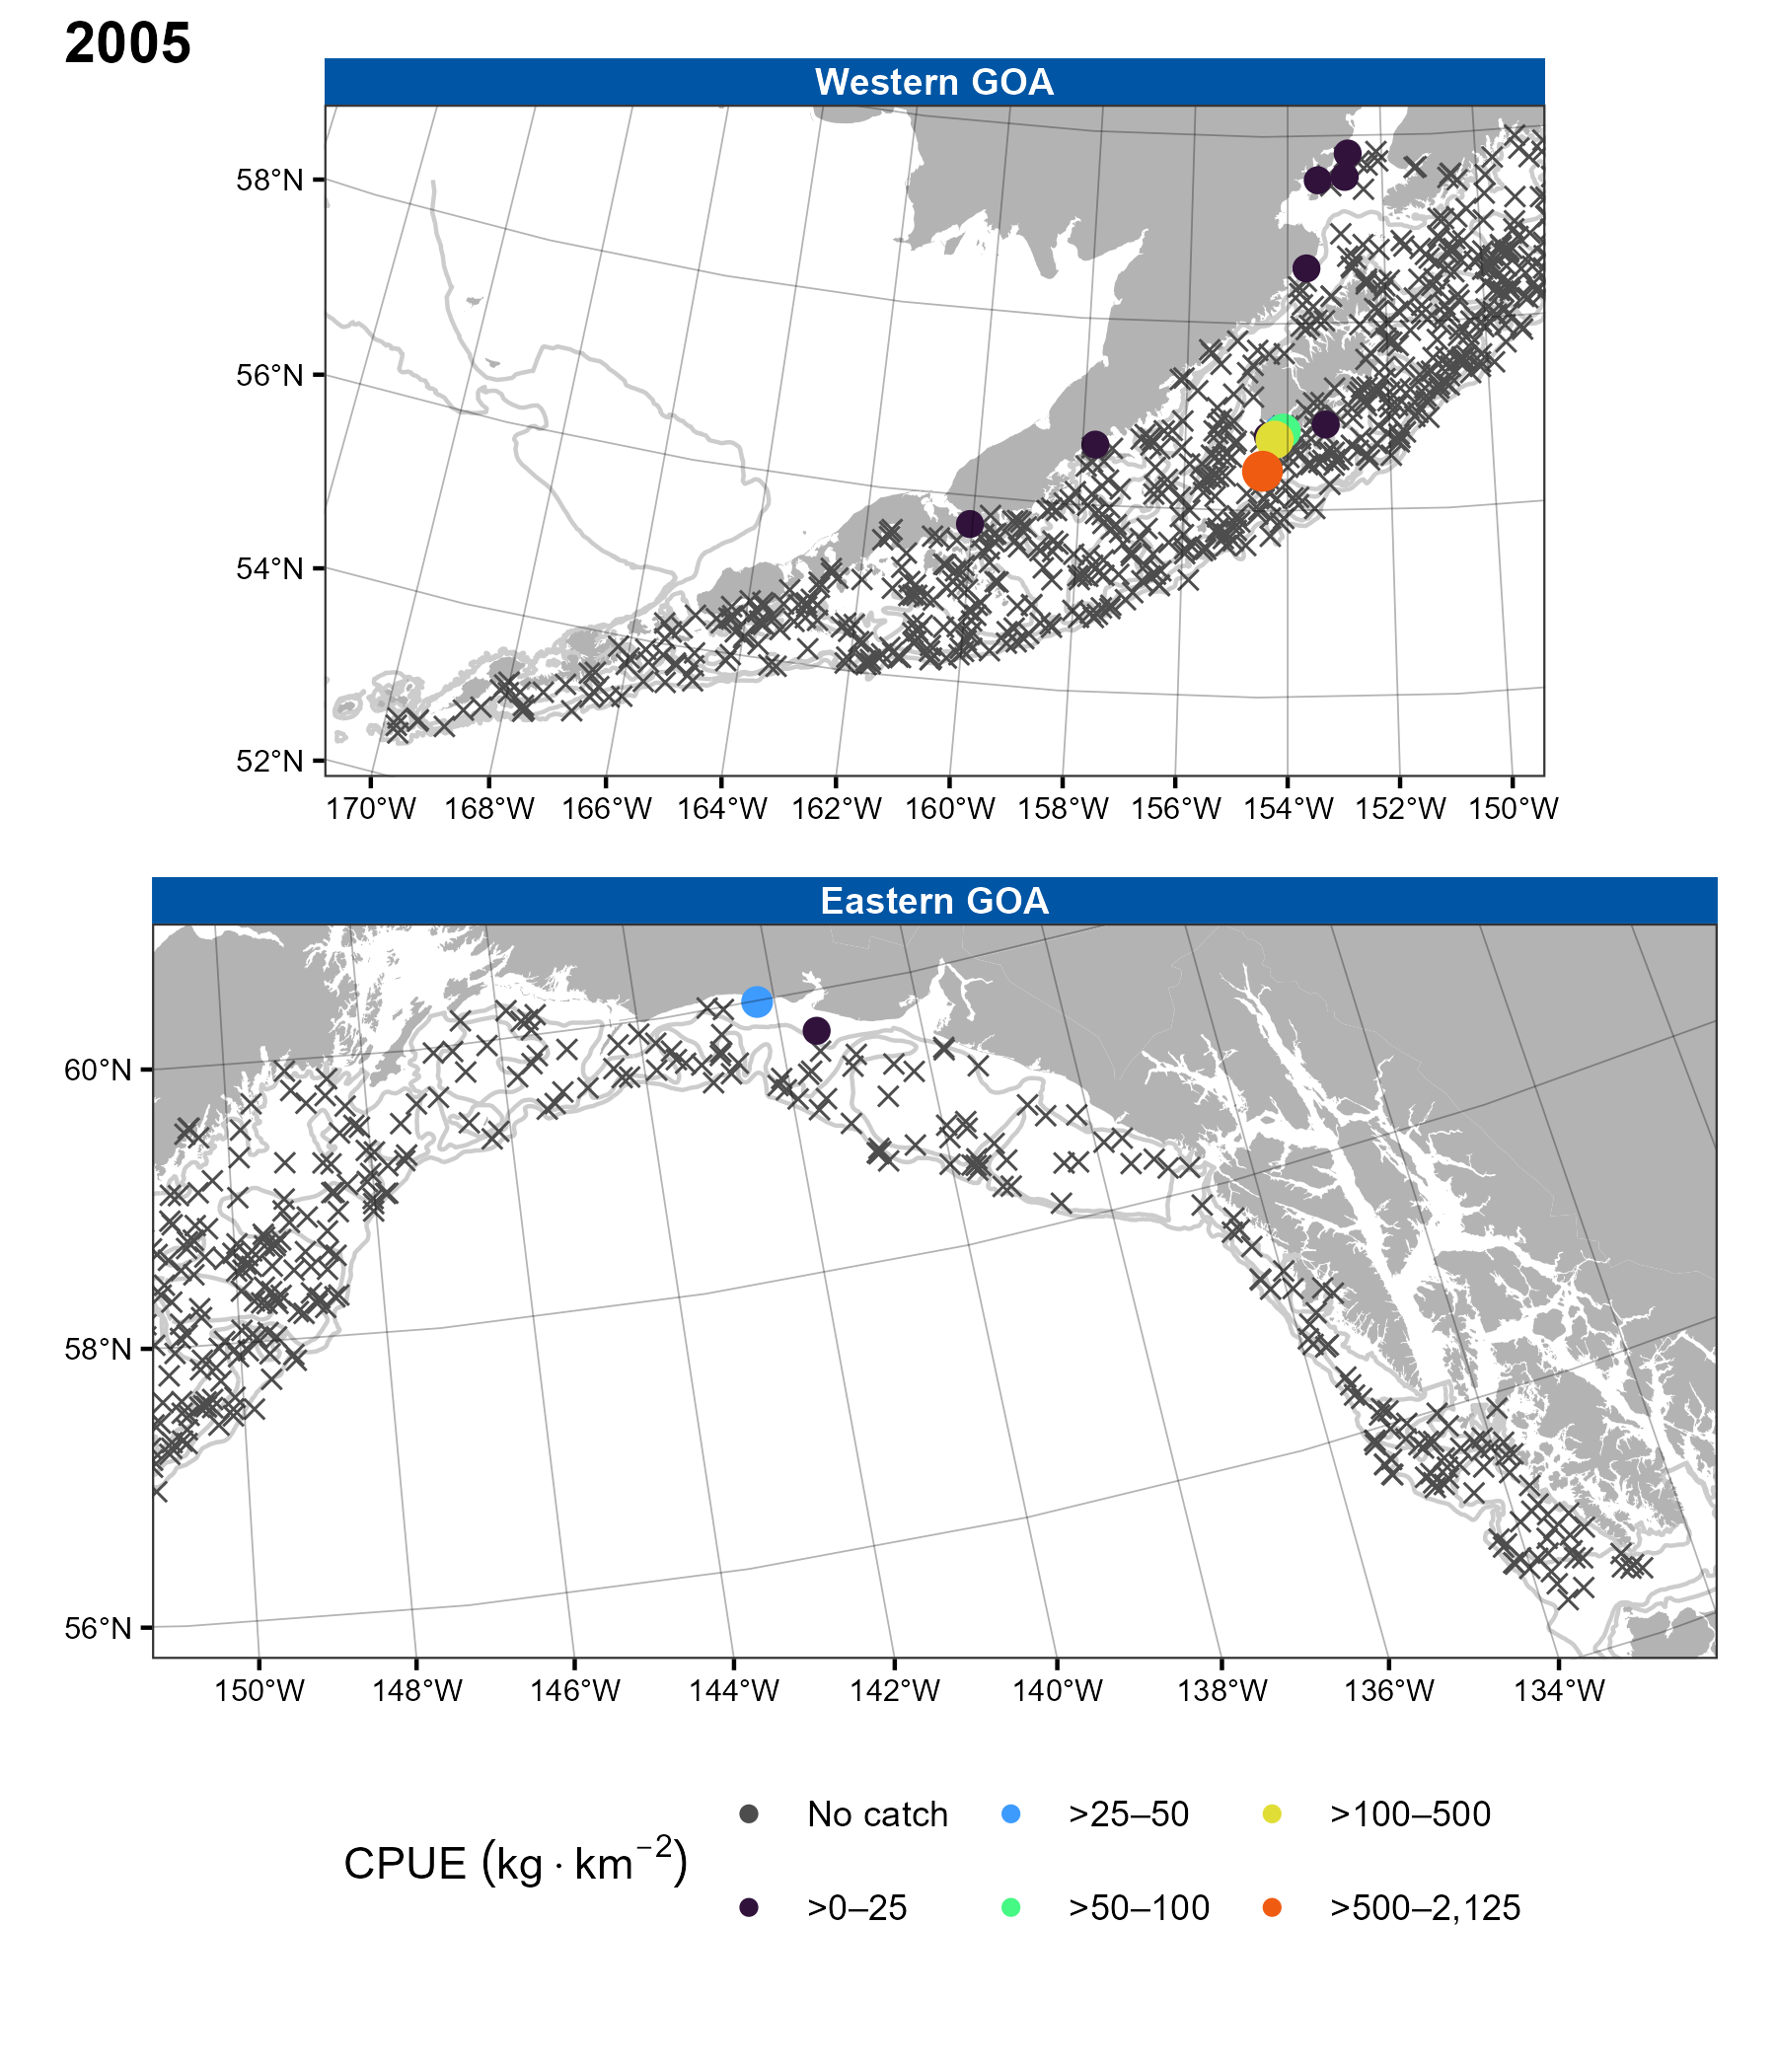 2005
Western GOA
58°N
56°N
54°N
52°N
170°W 168°W 166°W 164°W 162°W 160°W 158°W 156°W 154°W 152°W 150°W
Eastern GOA
60°N
58°N
56°N
150°W 148°W 146°W 144°W 142°W 140°W 138°W 136°W 134°W
CPUE (kg · km⁻²)
No catch >25–50 >100–500
>0–25 >50–100 >500–2,125